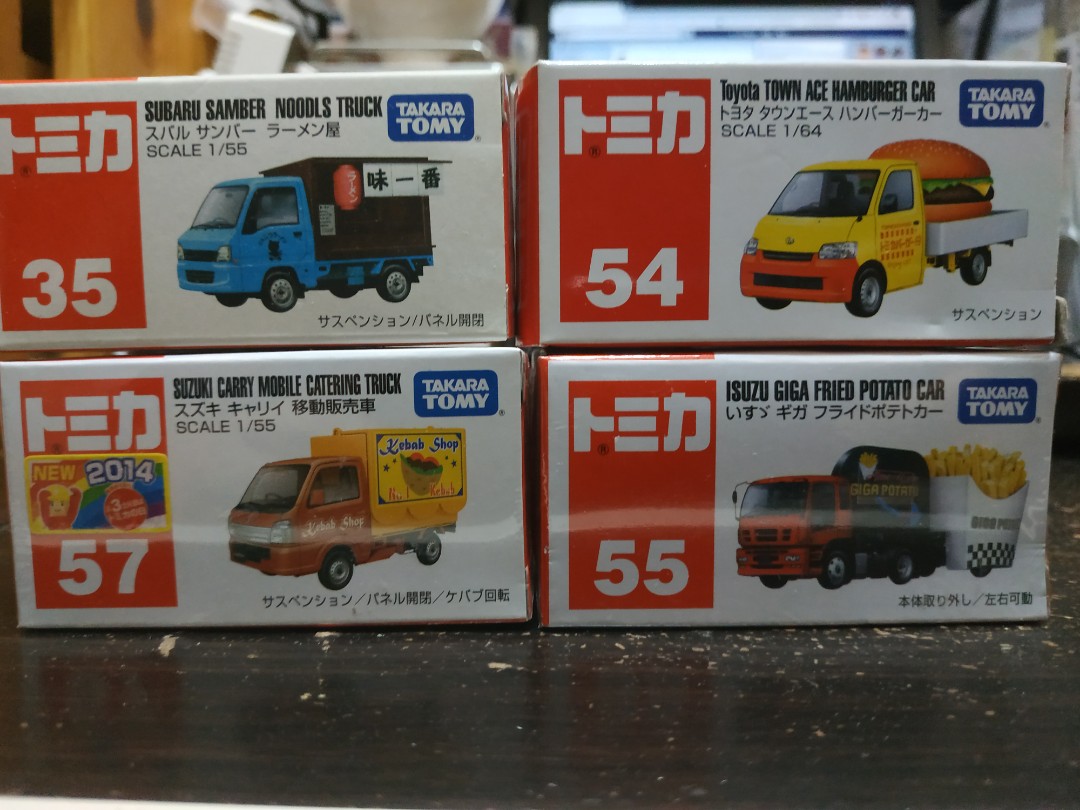 トミカ
35
SUBARU SAMBER NOODLS TRUCK
スバル サンバー ラーメン屋
SCALE 1/55
TAKARA TOMY
ラーメン
味一番
サスペンション/パネル開閉
トミカ
54
Toyota TOWN ACE HAMBURGER CAR
トヨタ タウンエース ハンバーガーカー
SCALE 1/64
TAKARA TOMY
サスペンション
トミカ
NEW 2014
57
SUZUKI CARRY MOBILE CATERING TRUCK
スズキ キャリイ 移動販売車
SCALE 1/55
TAKARA TOMY
Kebab Shop
Kebab
Kebab Shop
サスペンション/パネル開閉/ケバブ回転
トミカ
55
ISUZU GIGA FRIED POTATO CAR
いすゞ ギガ フライドポテトカー
TAKARA TOMY
GIGA POTATO
本体取り外し/左右可動